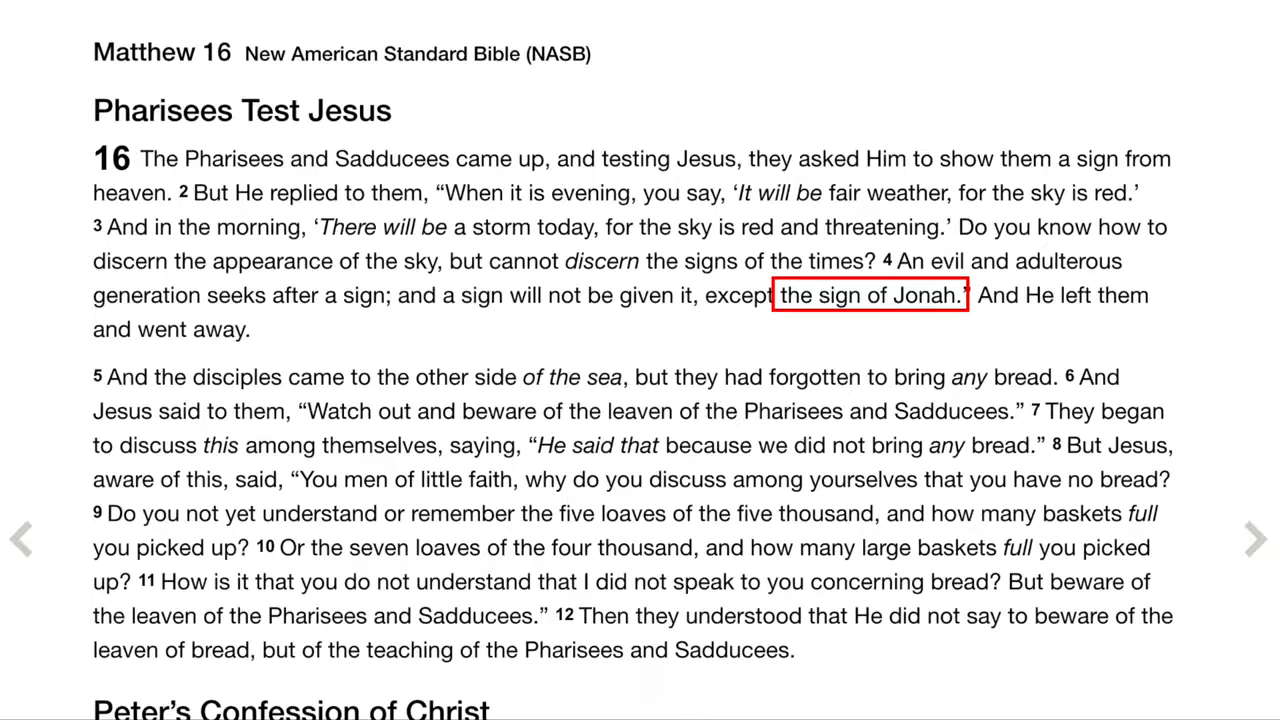 Matthew 16 New American Standard Bible (NASB)
Pharisees Test Jesus
16 The Pharisees and Sadducees came up, and testing Jesus, they asked Him to show them a sign from
heaven. 2 But He replied to them, “When it is evening, you say, ‘It will be fair weather, for the sky is red.’
3 And in the morning, ‘There will be a storm today, for the sky is red and threatening.’ Do you know how to
discern the appearance of the sky, but cannot discern the signs of the times? 4 An evil and adulterous
generation seeks after a sign; and a sign will not be given it, except the sign of Jonah.” And He left them
and went away.
5 And the disciples came to the other side of the sea, but they had forgotten to bring any bread. 6 And
Jesus said to them, “Watch out and beware of the leaven of the Pharisees and Sadducees.” 7 They began
to discuss this among themselves, saying, “He said that because we did not bring any bread.” 8 But Jesus,
aware of this, said, “You men of little faith, why do you discuss among yourselves that you have no bread?
9 Do you not yet understand or remember the five loaves of the five thousand, and how many baskets full
you picked up? 10 Or the seven loaves of the four thousand, and how many large baskets full you picked
up? 11 How is it that you do not understand that I did not speak to you concerning bread? But beware of
the leaven of the Pharisees and Sadducees.” 12 Then they understood that He did not say to beware of the
leaven of bread, but of the teaching of the Pharisees and Sadducees.
Peter’s Confession of Christ